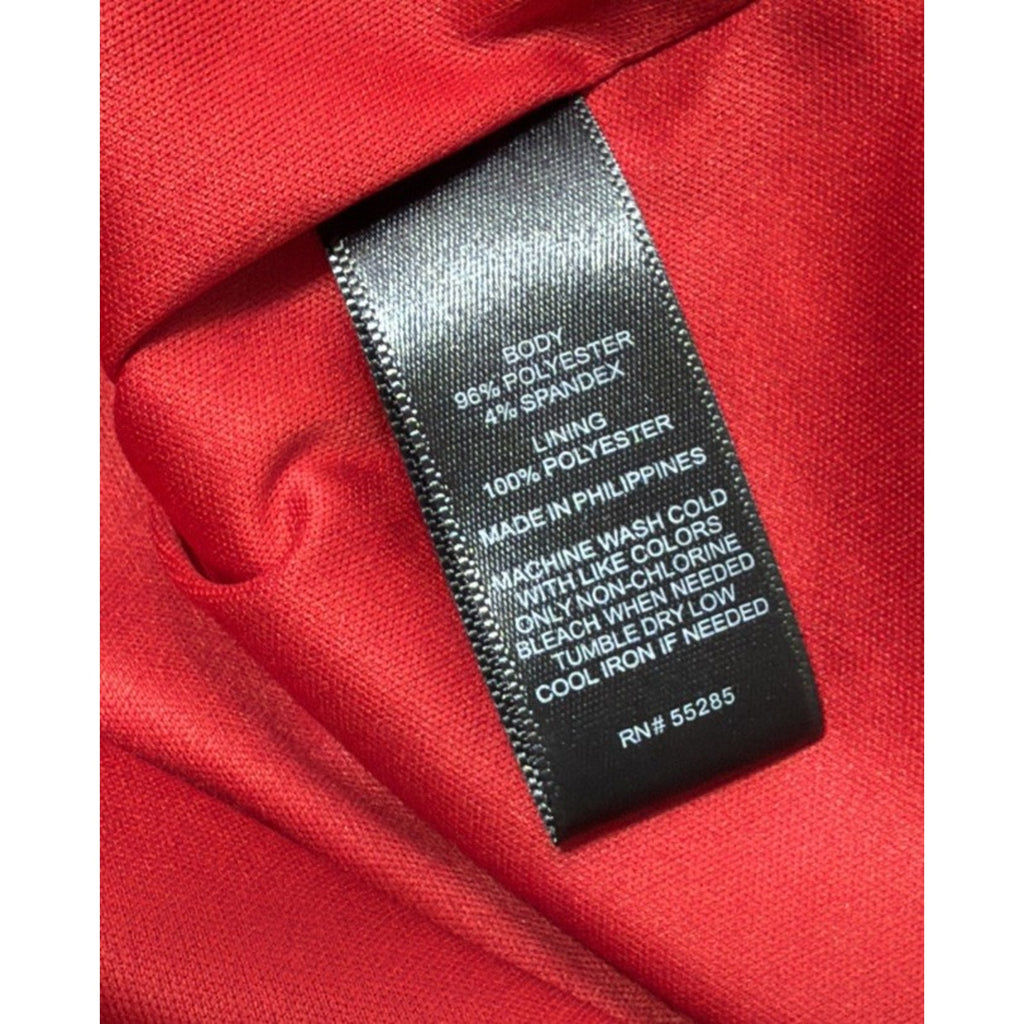 BODY
96% POLYESTER
4% SPANDEX
LINING
100% POLYESTER
MADE IN PHILIPPINES
MACHINE WASH COLD
WITH LIKE COLORS
ONLY NON-CHLORINE
BLEACH WHEN NEEDED
TUMBLE DRY LOW
COOL IRON IF NEEDED
RN# 55285